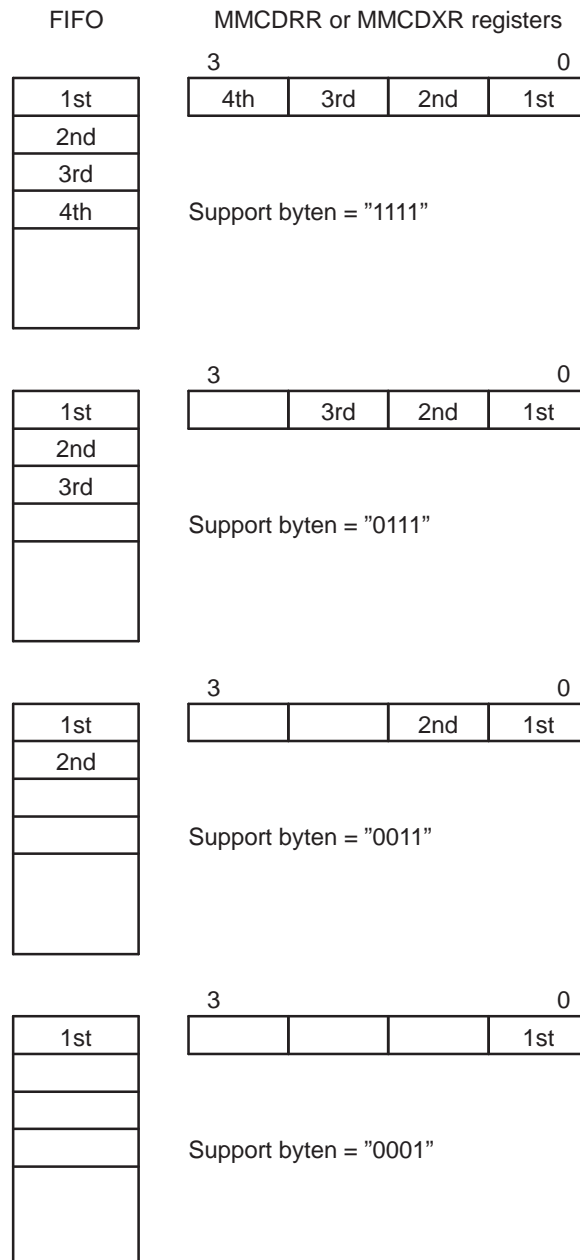 FIFO MMCDRR or MMCDXR registers
3 0
1st 4th 3rd 2nd 1st
2nd
3rd
4th Support byten = ”1111”
3 0
1st 3rd 2nd 1st
2nd
3rd
Support byten = ”0111”
3 0
1st 2nd 1st
2nd
Support byten = ”0011”
3 0
1st 1st
Support byten = ”0001”